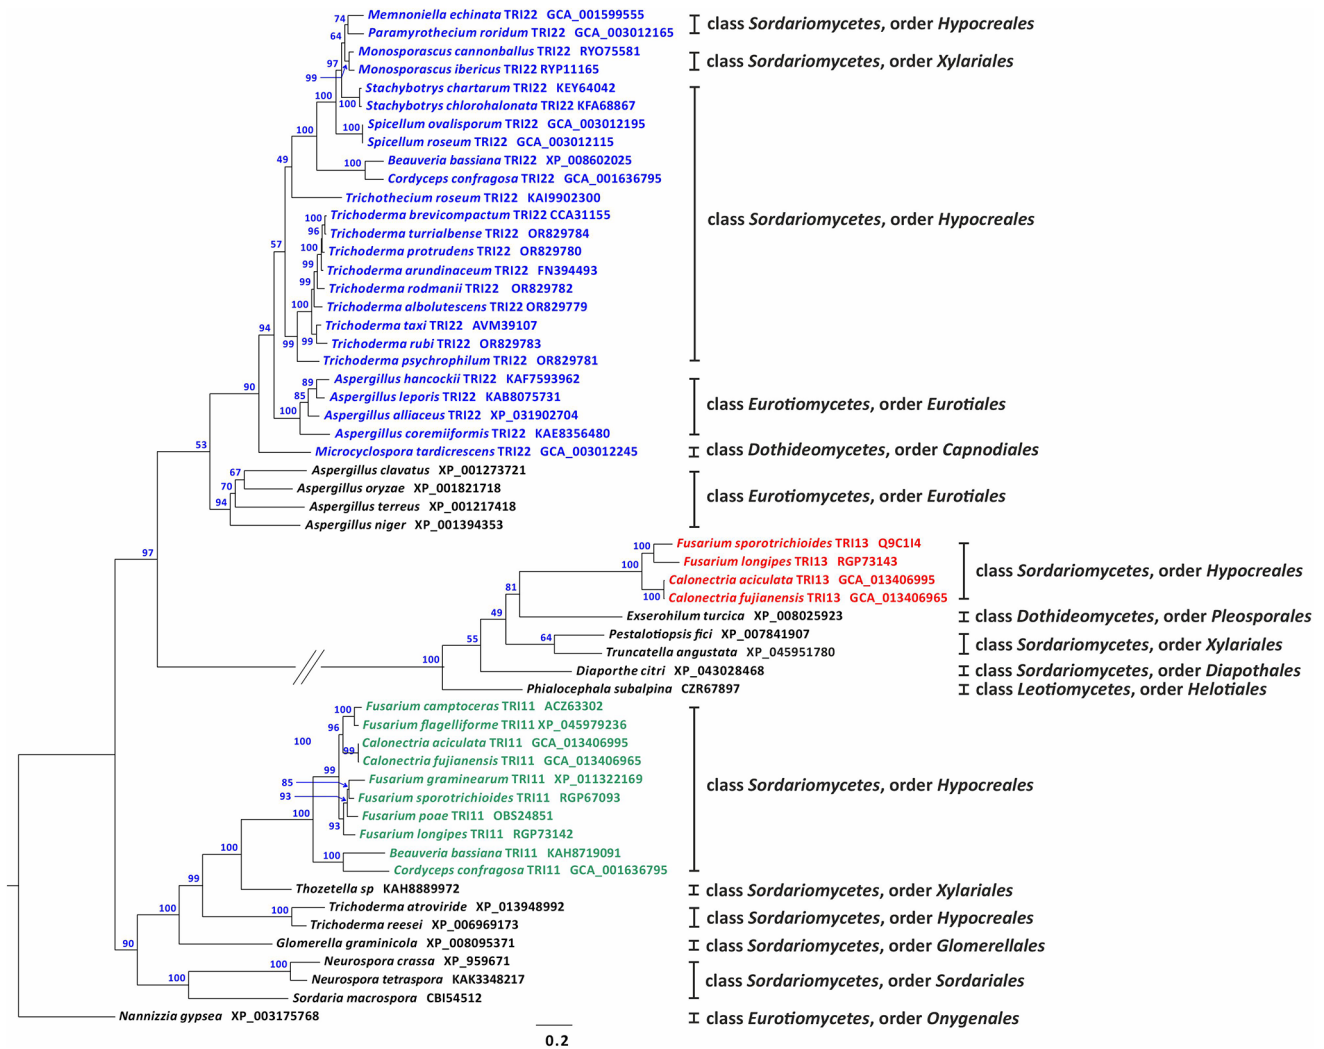 74
Memnoniella echinata TRI22 GCA_001599555
class Sordariomycetes, order Hypocreales
64
Paramyrothecium roridum TRI22 GCA_003012165
Monosporascus cannonballus TRI22 RYO75581
97
class Sordariomycetes, order Xylariales
Monosporascus ibericus TRI22 RYP11165
99
Stachybotrys chartarum TRI22 KEY64042
100
100
Stachybotrys chlorohalonata TRI22 KFA68867
Spicellum ovalisporum TRI22 GCA_003012195
100
100
Spicellum roseum TRI22 GCA_003012115
49
Beauveria bassiana TRI22 XP_008602025
100
Cordyceps confragosa TRI22 GCA_001636795
Trichothecium roseum TRI22 KAI9902300
100
Trichoderma brevicompactum TRI22 CCA31155
class Sordariomycetes, order Hypocreales
96
Trichoderma turrialbense TRI22 OR829784
57
100
Trichoderma protrudens TRI22 OR829780
99
Trichoderma arundinaceum TRI22 FN394493
99
Trichoderma rodmanii TRI22 OR829782
100
Trichoderma albolutescens TRI22 OR829779
94
Trichoderma taxi TRI22 AVM39107
99
99
Trichoderma rubi TRI22 OR829783
Trichoderma psychrophilum TRI22 OR829781
90
89
Aspergillus hancockii TRI22 KAF7593962
85
Aspergillus leporis TRI22 KAB8075731
class Eurotiomycetes, order Eurotiales
100
Aspergillus alliaceus TRI22 XP_031902704
Aspergillus coremiiformis TRI22 KAE8356480
53
Microcyclospora tardicrescens TRI22 GCA_003012245
class Dothideomycetes, order Capnodiales
67
Aspergillus clavatus XP_001273721
70
Aspergillus oryzae XP_001821718
class Eurotiomycetes, order Eurotiales
94
Aspergillus terreus XP_001217418
Aspergillus niger XP_001394353
97
100
Fusarium sporotrichioides TRI13 Q9C1I4
100
Fusarium longipes TRI13 RGP73143
class Sordariomycetes, order Hypocreales
81
Calonectria aciculata TRI13 GCA_013406995
100
Calonectria fujianensis TRI13 GCA_013406965
49
Exserohilum turcica XP_008025923
class Dothideomycetes, order Pleosporales
55
64
Pestalotiopsis fici XP_007841907
class Sordariomycetes, order Xylariales
Truncatella angustata XP_045951780
100
Diaporthe citri XP_043028468
class Sordariomycetes, order Diapothales
Phialocephala subalpina CZR67897
class Leotiomycetes, order Helotiales
100
Fusarium camptoceras TRI11 ACZ63302
96
Fusarium flagelliforme TRI11 XP_045979236
100
99
Calonectria aciculata TRI11 GCA_013406995
Calonectria fujianensis TRI11 GCA_013406965
99
85
Fusarium graminearum TRI11 XP_011322169
class Sordariomycetes, order Hypocreales
93
Fusarium sporotrichioides TRI11 RGP67093
100
Fusarium poae TRI11 OBS24851
93
Fusarium longipes TRI11 RGP73142
100
100
Beauveria bassiana TRI11 KAH8719091
Cordyceps confragosa TRI11 GCA_001636795
99
Thozetella sp KAH8889972
class Sordariomycetes, order Xylariales
100
100
Trichoderma atroviride XP_013948992
class Sordariomycetes, order Hypocreales
Trichoderma reesei XP_006969173
90
Glomerella graminicola XP_008095371
class Sordariomycetes, order Glomerellales
100
Neurospora crassa XP_959671
100
Neurospora tetraspora KAK3348217
class Sordariomycetes, order Sordariales
Sordaria macrospora CBI54512
Nannizzia gypsea XP_003175768
class Eurotiomycetes, order Onygenales
0.2